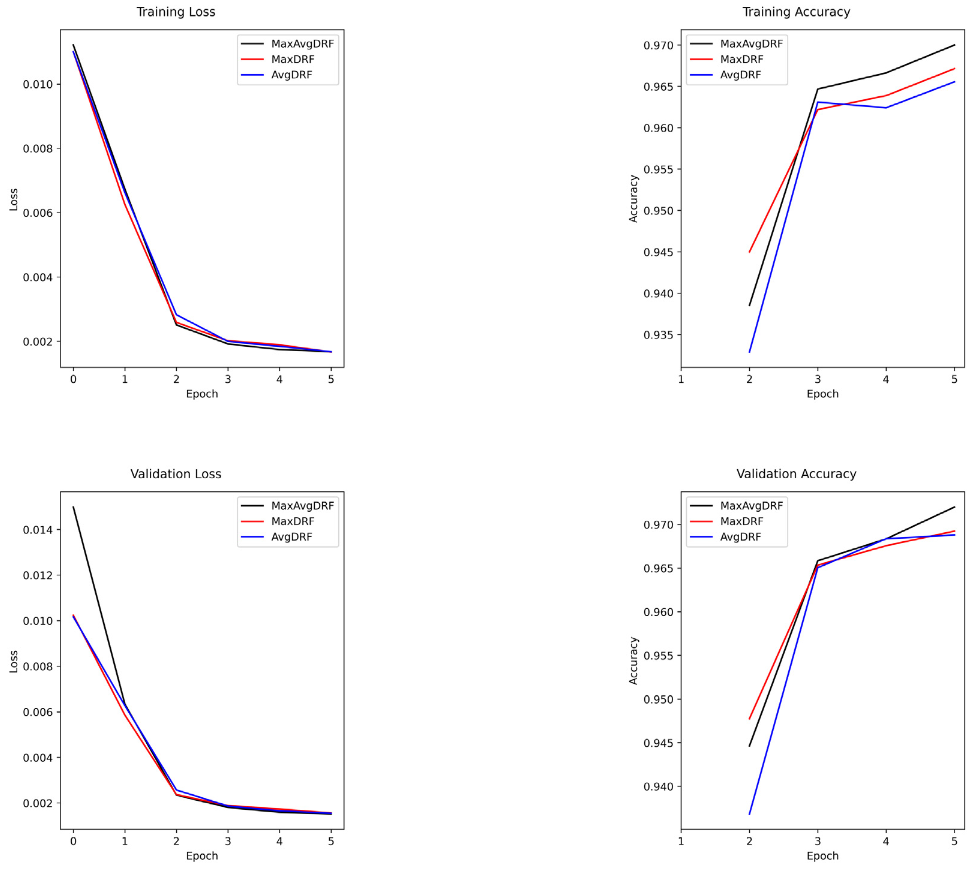 Training Loss
MaxAvgDRF
MaxDRF
AvgDRF
0.010
0.008
0.006
0.004
0.002
Loss
0 1 2 3 4 5
Epoch
Training Accuracy
MaxAvgDRF
MaxDRF
AvgDRF
0.970
0.965
0.960
0.955
0.950
0.945
0.940
0.935
Accuracy
1 2 3 4 5
Epoch
Validation Loss
MaxAvgDRF
MaxDRF
AvgDRF
0.014
0.012
0.010
0.008
0.006
0.004
0.002
Loss
0 1 2 3 4 5
Epoch
Validation Accuracy
MaxAvgDRF
MaxDRF
AvgDRF
0.970
0.965
0.960
0.955
0.950
0.945
0.940
Accuracy
1 2 3 4 5
Epoch